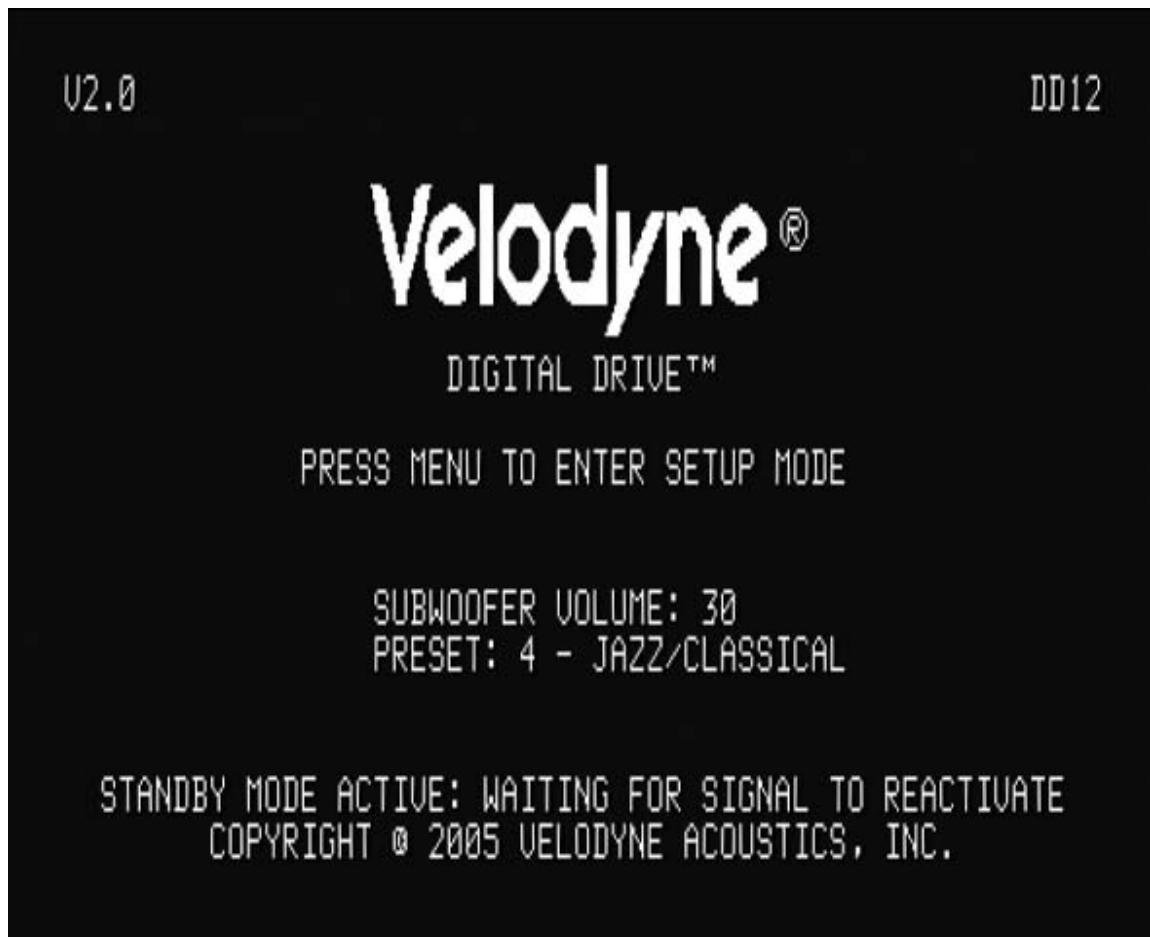 V2.0 DD12
Velodyne®
DIGITAL DRIVE™
PRESS MENU TO ENTER SETUP MODE
SUBWOOFER VOLUME: 30
PRESET: 4 - JAZZ/CLASSICAL
STANDBY MODE ACTIVE: WAITING FOR SIGNAL TO REACTIVATE
COPYRIGHT © 2005 VELODYNE ACOUSTICS, INC.